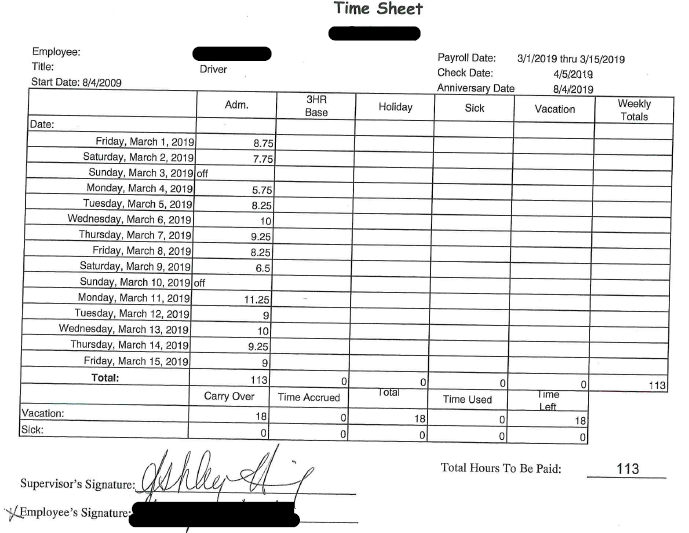 Time Sheet
Employee:
Payroll Date: 3/1/2019 thru 3/15/2019
Title: Driver
Check Date: 4/5/2019
Start Date: 8/4/2009
Anniversary Date 8/4/2019
Adm. 3HR Base Holiday Sick Vacation Weekly Totals
Date:
Friday, March 1, 2019 8.75
Saturday, March 2, 2019 7.75
Sunday, March 3, 2019 off
Monday, March 4, 2019 5.75
Tuesday, March 5, 2019 8.25
Wednesday, March 6, 2019 10
Thursday, March 7, 2019 9.25
Friday, March 8, 2019 8.25
Saturday, March 9, 2019 6.5
Sunday, March 10, 2019 off
Monday, March 11, 2019 11.25
Tuesday, March 12, 2019 9
Wednesday, March 13, 2019 10
Thursday, March 14, 2019 9.25
Friday, March 15, 2019 9
Total: 113 0 0 0 0 113
Carry Over Time Accrued Total Time Used Time Left
Vacation: 18 0 18 0 18
Sick: 0 0 0 0 0
Total Hours To Be Paid: 113
Supervisor's Signature: Ashley
Employee's Signature: